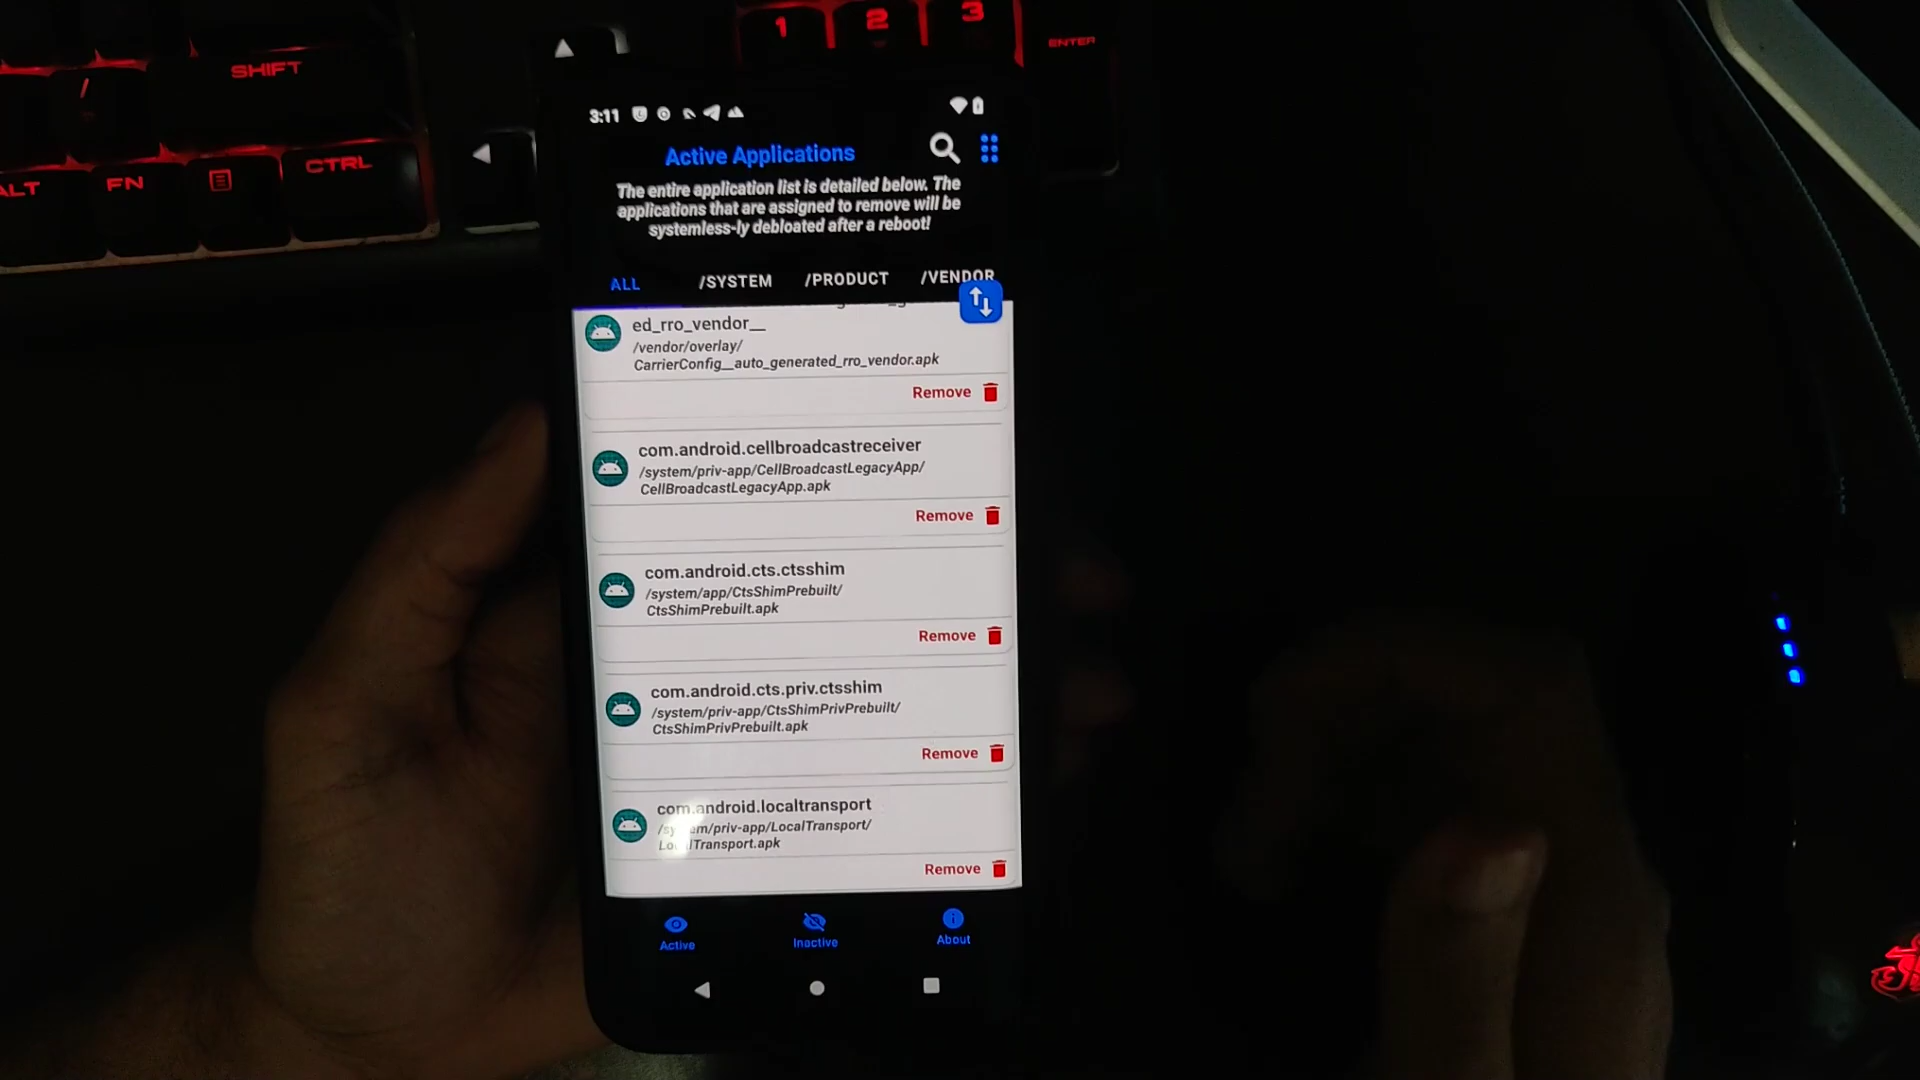 1
2
3
ENTER
SHIFT
/
ALT
FN
CTRL
3:11
Active Applications
The entire application list is detailed below. The
applications that are assigned to remove will be
systemless-ly debloated after a reboot!
ALL
/SYSTEM
/PRODUCT
/VENDOR
ed_rro_vendor__
/vendor/overlay/
CarrierConfig__auto_generated_rro_vendor.apk
Remove
com.android.cellbroadcastreceiver
/system/priv-app/CellBroadcastLegacyApp/
CellBroadcastLegacyApp.apk
Remove
com.android.cts.ctsshim
/system/app/CtsShimPrebuilt/
CtsShimPrebuilt.apk
Remove
com.android.cts.priv.ctsshim
/system/priv-app/CtsShimPrivPrebuilt/
CtsShimPrivPrebuilt.apk
Remove
com.android.localtransport
/system/priv-app/LocalTransport/
LocalTransport.apk
Remove
Active
Inactive
About